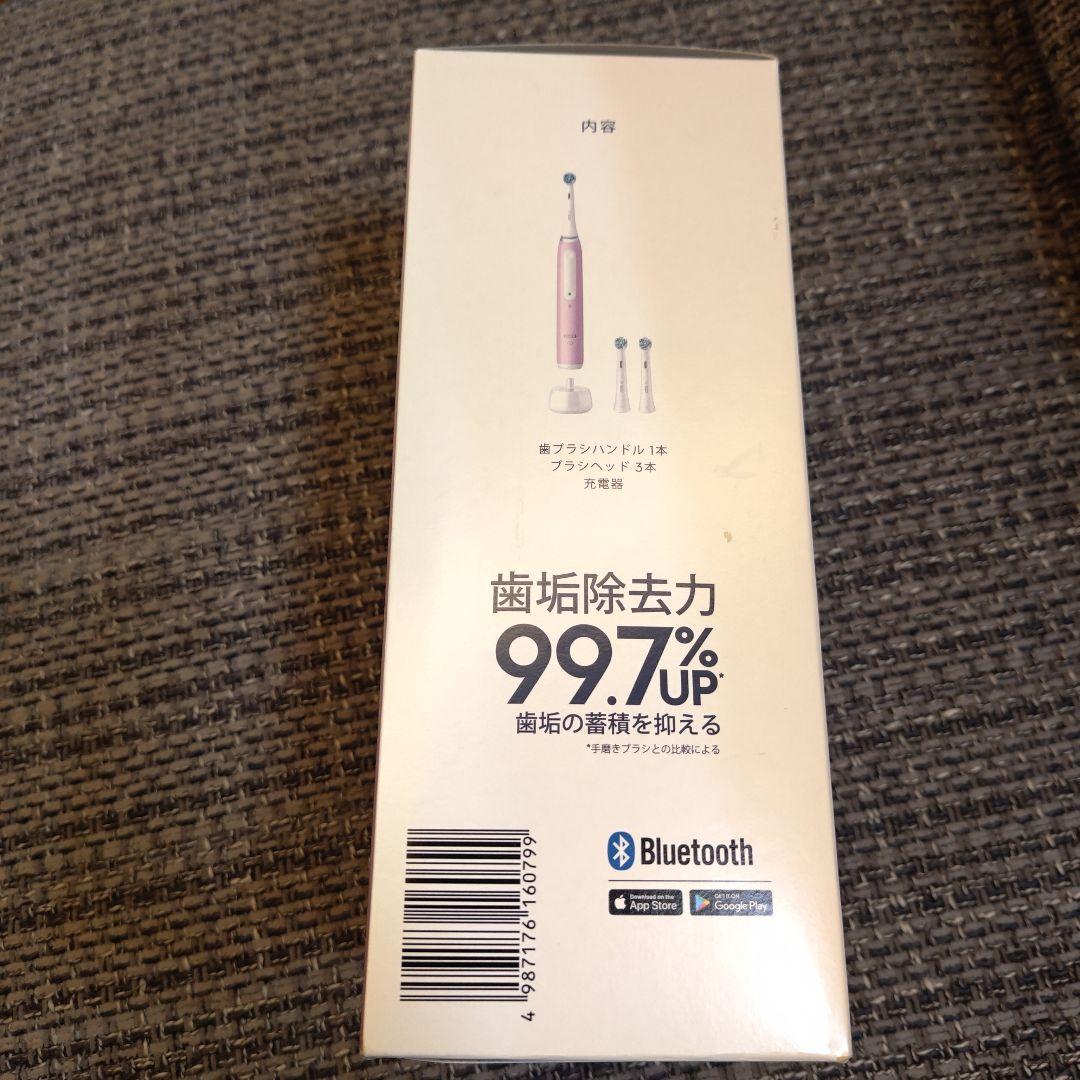 内容
歯ブラシハンドル 1本
ブラシヘッド 3本
充電器
歯垢除去力
99.7%UP*
歯垢の蓄積を抑える
*手磨きブラシとの比較による
Bluetooth
Download on the
App Store
GET IT ON
Google Play
4 987176 160799